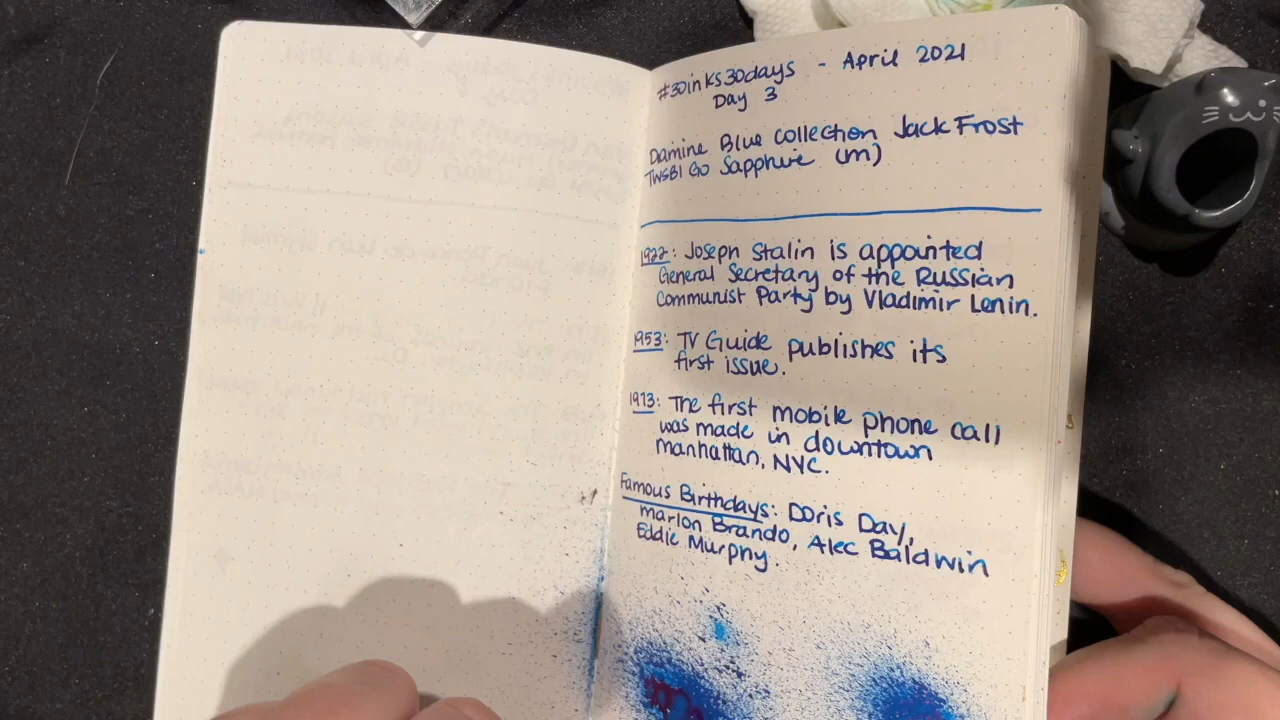 #30inks30days - April 2021
Day 3
Damine Blue Collection Jack Frost
TWSBI Go Sapphire (m)
1922: Joseph Stalin is appointed
General Secretary of the Russian
Communist Party by Vladimir Lenin.
1953: TV Guide publishes its
first issue.
1973: The first mobile phone call
was made in downtown
manhattan, NYC.
Famous Birthdays: Doris Day,
marlon Brando, Alec Baldwin
Eddie Murphy.